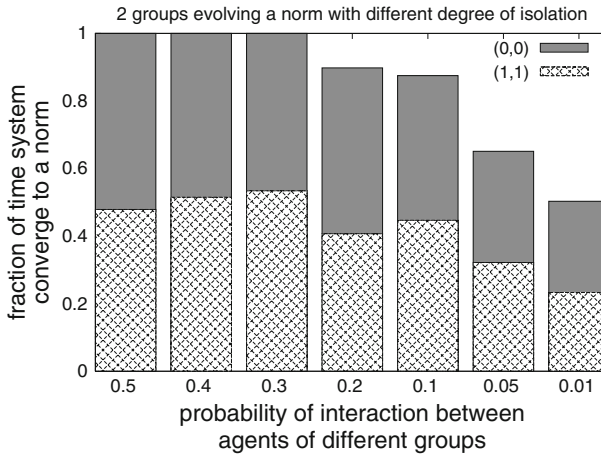 2 groups evolving a norm with different degree of isolation
(0,0)
(1,1)
fraction of time system
converge to a norm
1
0.8
0.6
0.4
0.2
0
0.5 0.4 0.3 0.2 0.1 0.05 0.01
probability of interaction between
agents of different groups